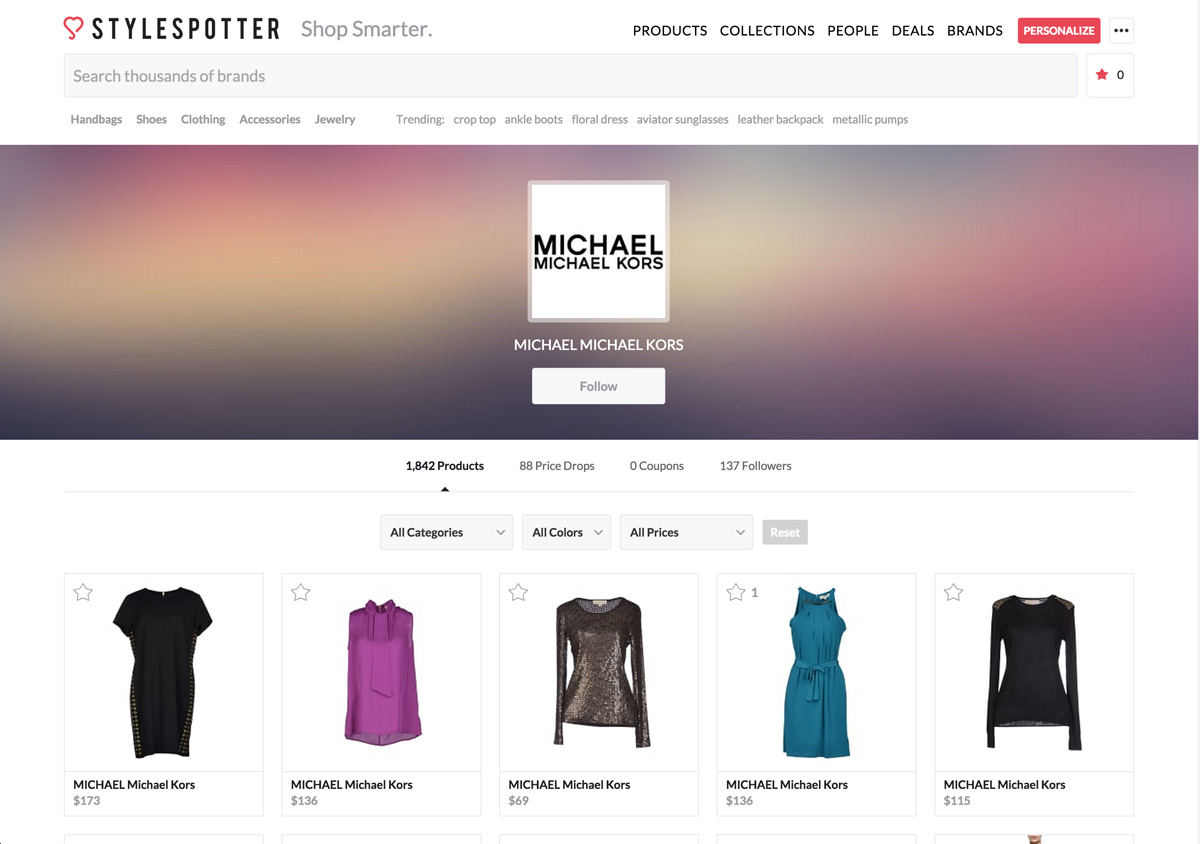 STYLESPOTTER Shop Smarter.
PRODUCTS COLLECTIONS PEOPLE DEALS BRANDS PERSONALIZE •••
Search thousands of brands
0
Handbags Shoes Clothing Accessories Jewelry Trending: crop top ankle boots floral dress aviator sunglasses leather backpack metallic pumps
MICHAEL
MICHAEL KORS
MICHAEL MICHAEL KORS
Follow
1,842 Products 88 Price Drops 0 Coupons 137 Followers
All Categories All Colors All Prices Reset
1
MICHAEL Michael Kors
$173
MICHAEL Michael Kors
$136
MICHAEL Michael Kors
$69
MICHAEL Michael Kors
$136
MICHAEL Michael Kors
$115